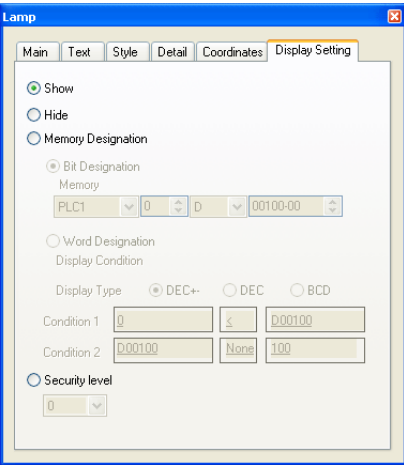 Lamp
Main Text Style Detail Coordinates Display Setting
Show
Hide
Memory Designation
Bit Designation
Memory
PLC1 0 D 00100-00
Word Designation
Display Condition
Display Type DEC+- DEC BCD
Condition 1 0 < D00100
Condition 2 D00100 None 100
Security level
0